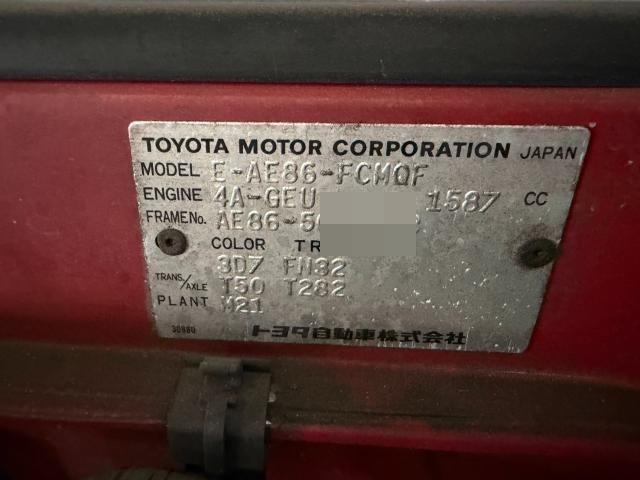 TOYOTA MOTOR CORPORATION JAPAN
MODEL E-AE86-FCMQF
ENGINE 4A-GEU 1587 CC
FRAME No. AE86-5
COLOR TR
3D7 FN32
TRANS/AXLE T50 T282
PLANT M21
30880 トヨタ自動車株式会社